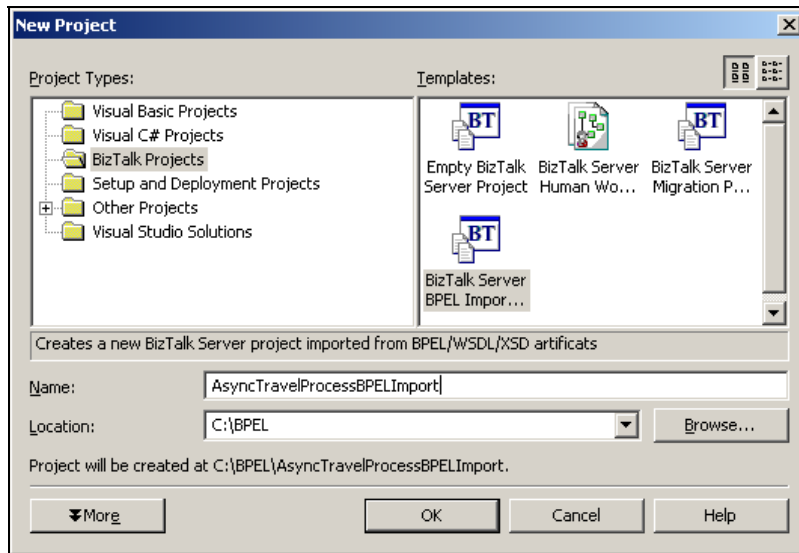 New Project
Project Types:
Templates:
Visual Basic Projects
Visual C# Projects
BizTalk Projects
Setup and Deployment Projects
Other Projects
Visual Studio Solutions
BT
Empty BizTalk
Server Project
BizTalk Server
Human Wo...
BT
BizTalk Server
Migration P...
BT
BizTalk Server
BPEL Impor...
Creates a new BizTalk Server project imported from BPEL/WSDL/XSD artificats
Name:
AsyncTravelProcessBPELImport
Location:
C:\BPEL
Browse...
Project will be created at C:\BPEL\AsyncTravelProcessBPELImport.
More
OK
Cancel
Help